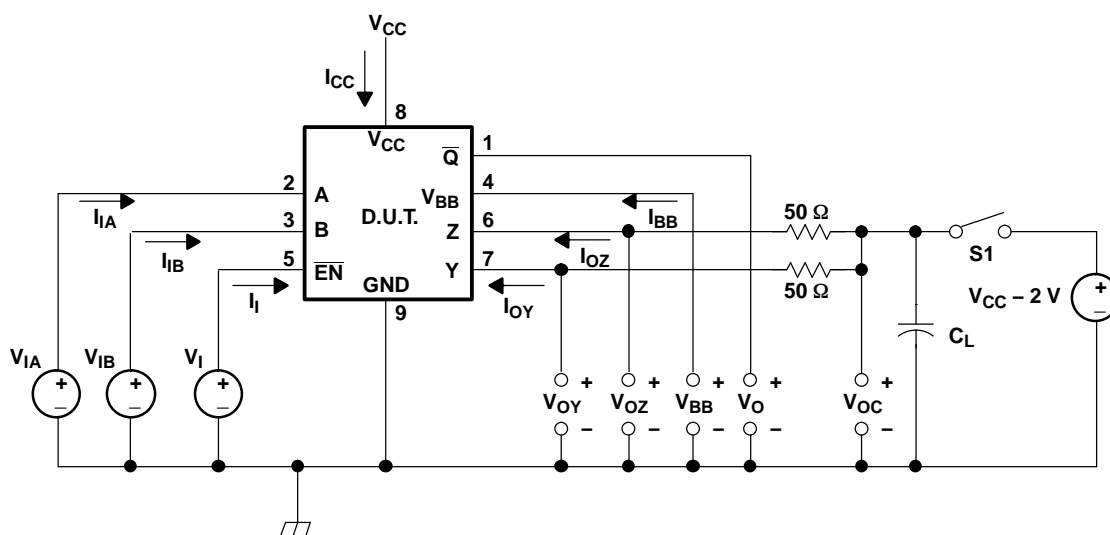 V_CC
I_CC
8
V_CC
Q̅
1
2
A
V_BB
4
I_IA
D.U.T.
I_BB
3
B
Z
6
50 Ω
I_IB
I_OZ
S1
5
E̅N̅
Y
7
GND
50 Ω
V_CC – 2 V
I_I
9
I_OY
C_L
V_IA
V_IB
V_I
+
+
+
+
+
+
+
+
+
–
–
–
–
V_OY
V_OZ
V_BB
V_O
V_OC
–
–
–
–
–